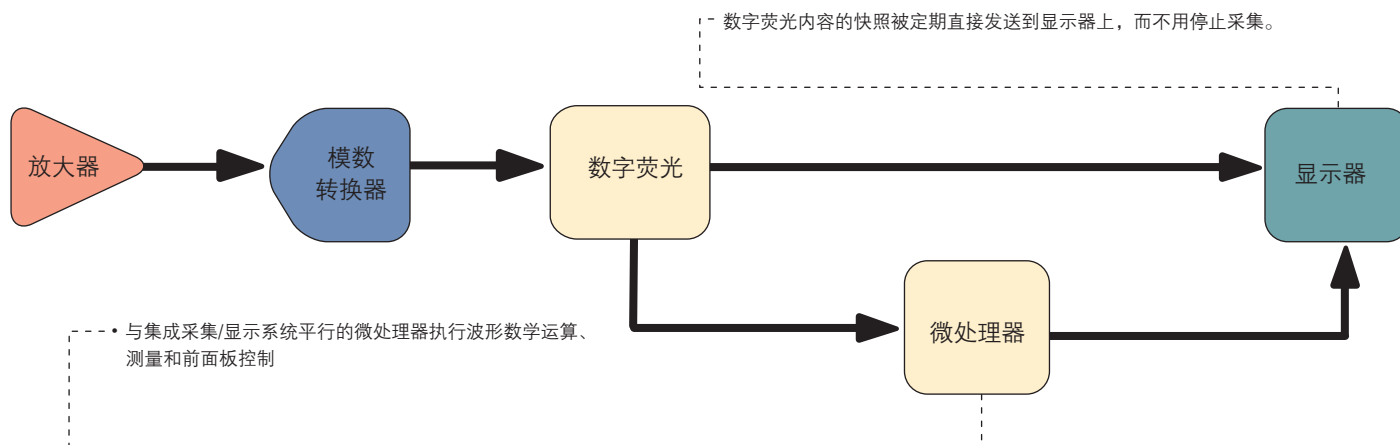 数字荧光内容的快照被定期直接发送到显示器上，而不用停止采集。
放大器
模数
转换器
数字荧光
显示器
微处理器
• 与集成采集/显示系统平行的微处理器执行波形数学运算、
测量和前面板控制